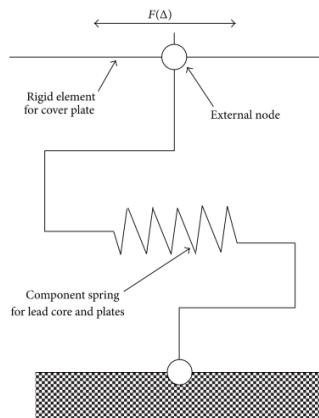 F(Δ)
Rigid element
for cover plate
External node
Component spring
for lead core and plates